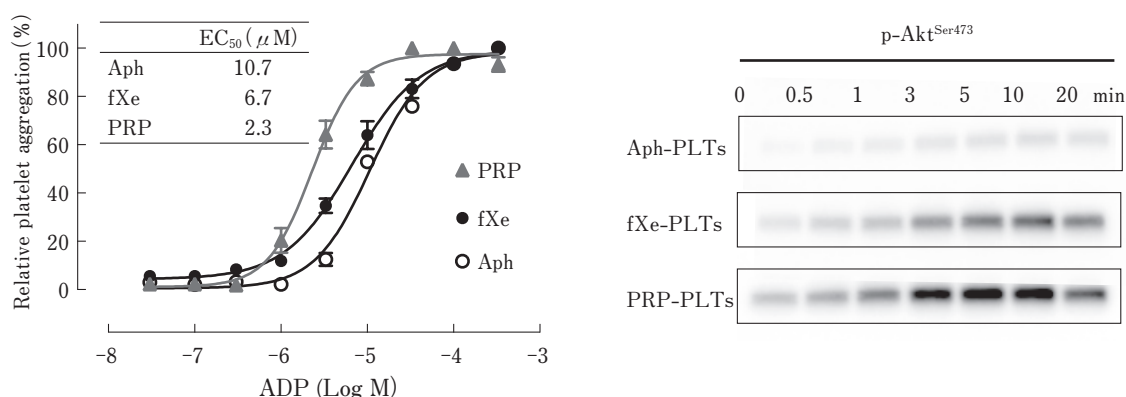 EC₅₀ (μM)
Aph 10.7
fXe 6.7
PRP 2.3
Relative platelet aggregation (%)
100
80
60
40
20
0
PRP
fXe
Aph
-8 -7 -6 -5 -4 -3
ADP (Log M)
p-Akt^Ser473
0 0.5 1 3 5 10 20 min
Aph-PLTs
fXe-PLTs
PRP-PLTs